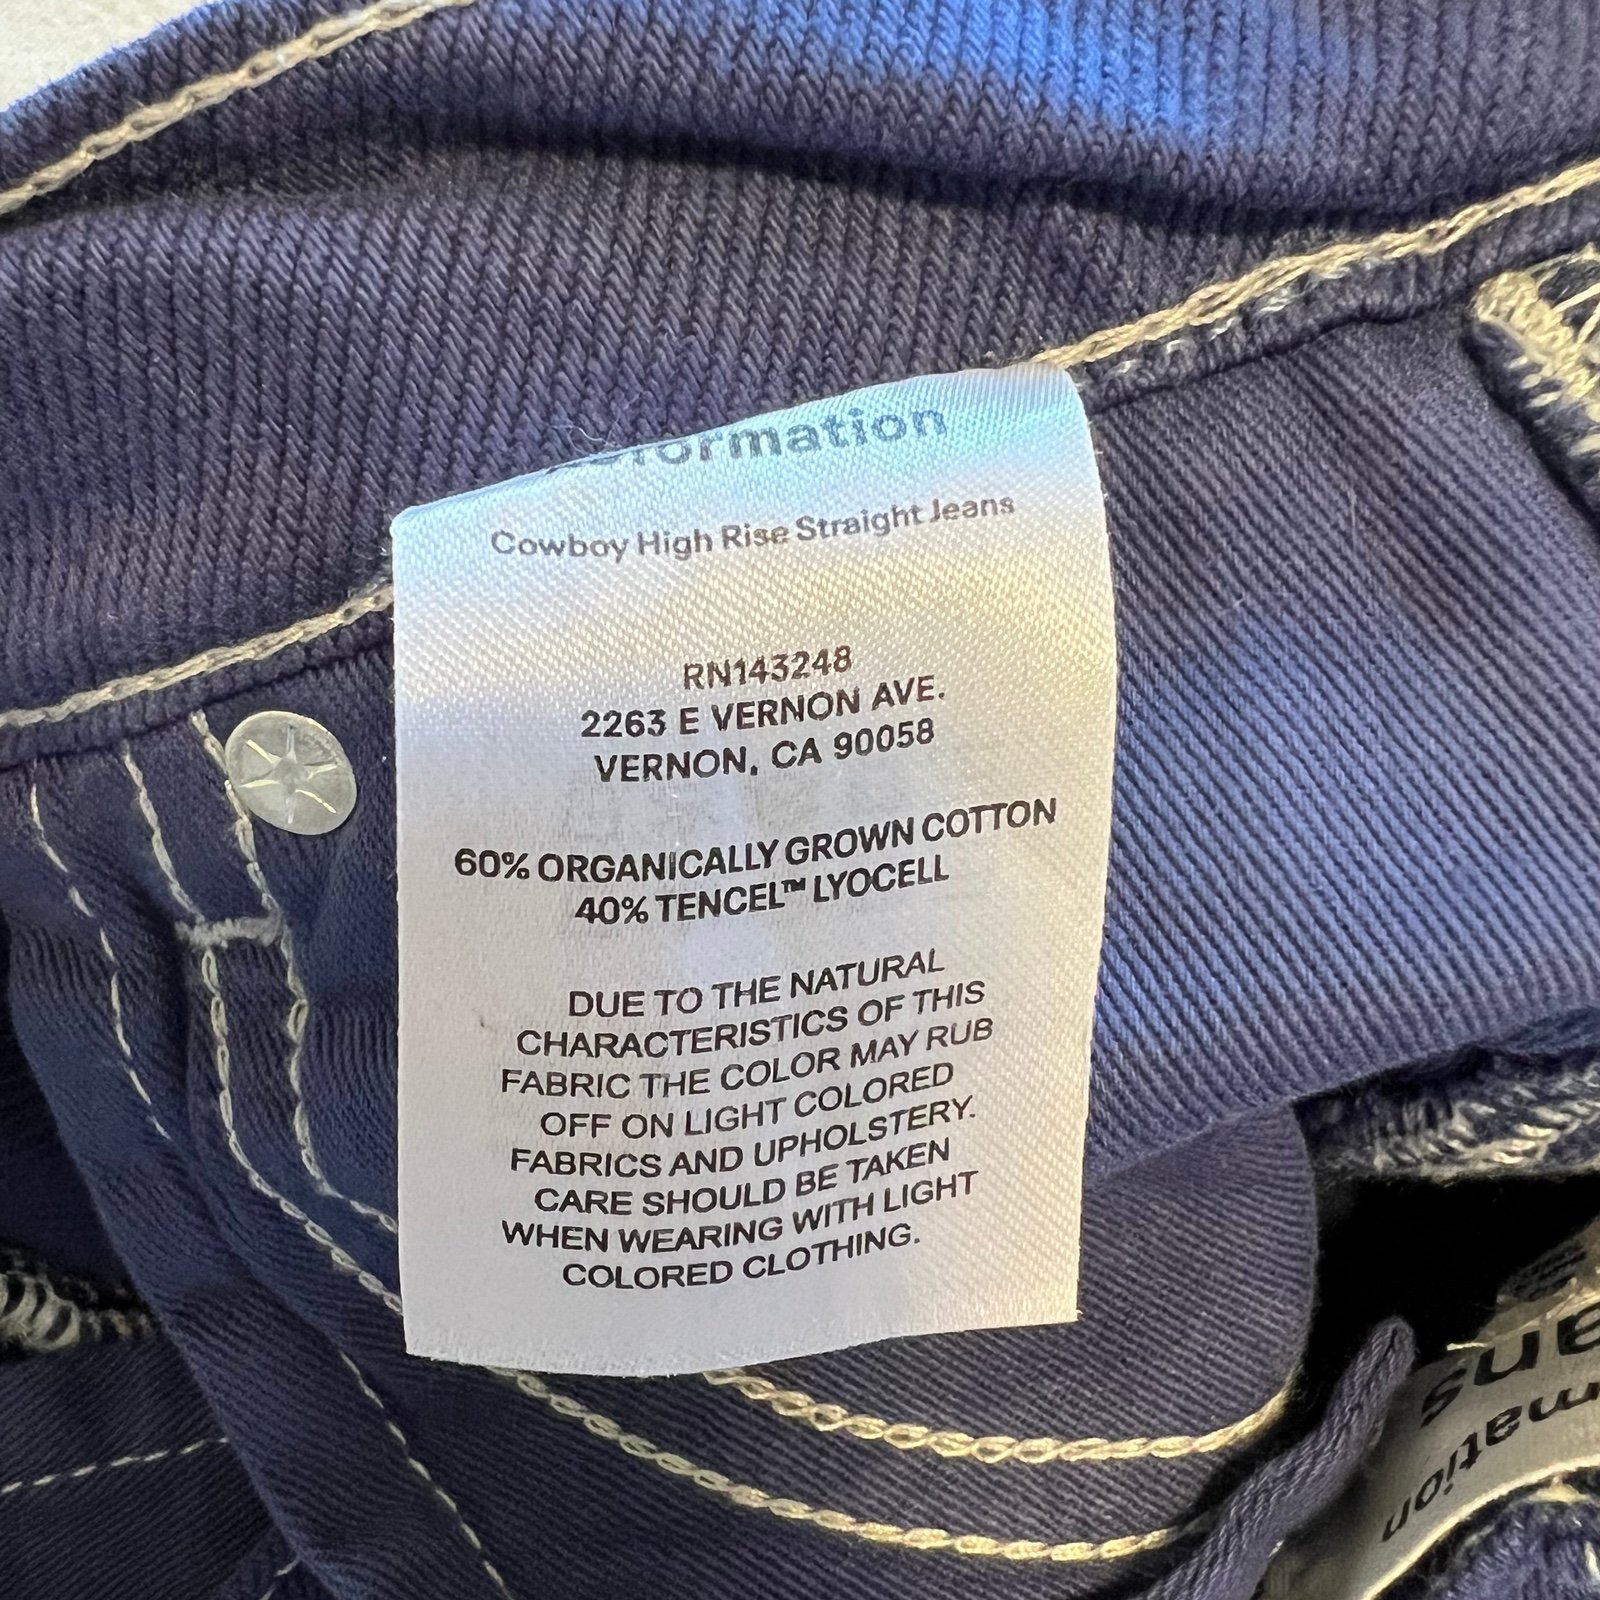 Reformation
Cowboy High Rise Straight Jeans
RN143248
2263 E VERNON AVE.
VERNON, CA 90058
60% ORGANICALLY GROWN COTTON
40% TENCEL™ LYOCELL
DUE TO THE NATURAL
CHARACTERISTICS OF THIS
FABRIC THE COLOR MAY RUB
OFF ON LIGHT COLORED
FABRICS AND UPHOLSTERY.
CARE SHOULD BE TAKEN
WHEN WEARING WITH LIGHT
COLORED CLOTHING.